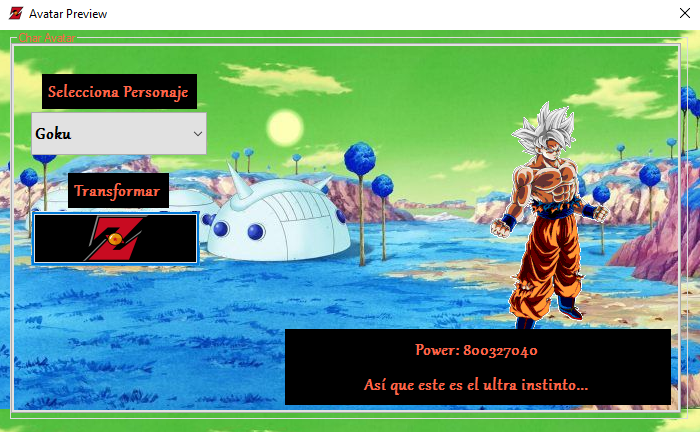 Avatar Preview
Char Avatar
Selecciona Personaje
Goku
Transformar
Power: 800327040
Así que este es el ultra instinto...